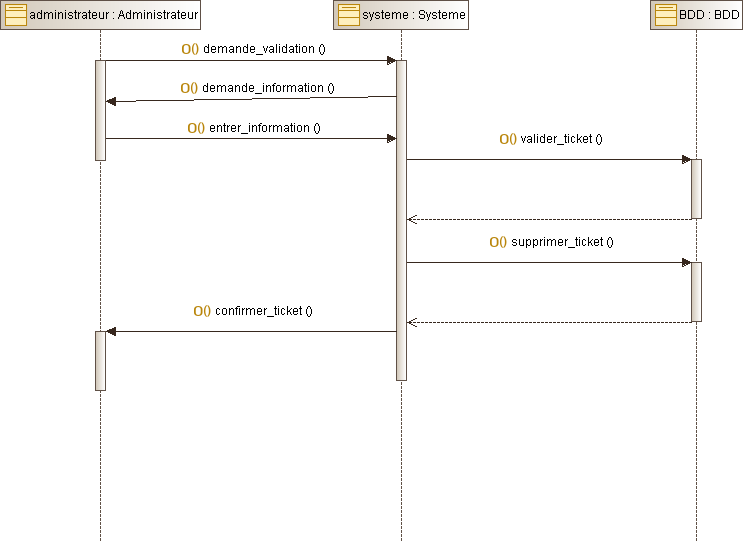 administrateur : Administrateur
systeme : Systeme
BDD : BDD
O() demande_validation ()
O() demande_information ()
O() entrer_information ()
O() valider_ticket ()
O() supprimer_ticket ()
O() confirmer_ticket ()